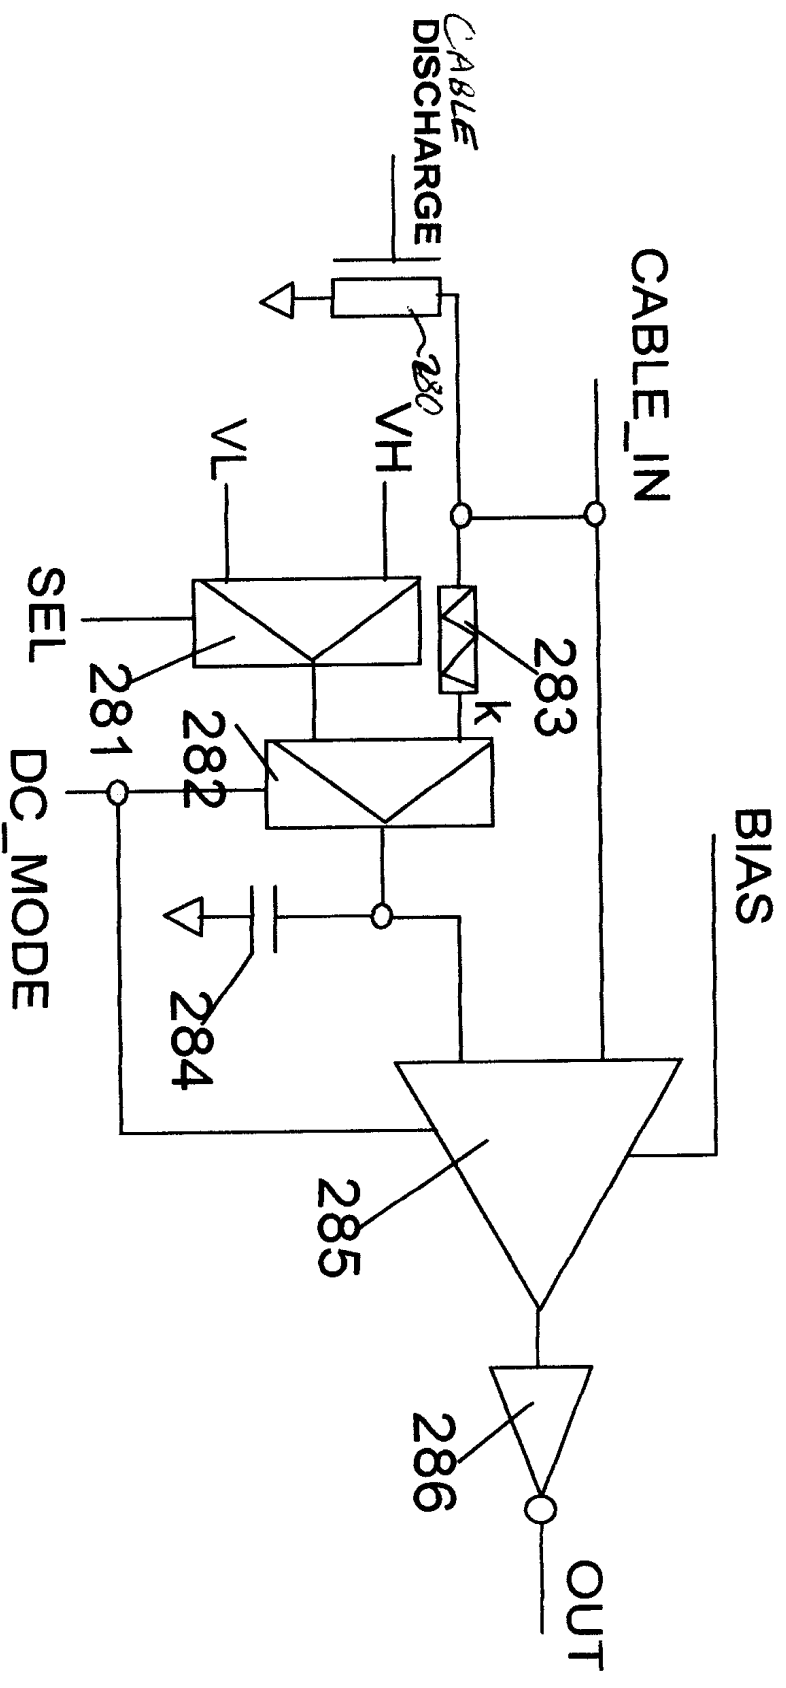 CABLE_IN
BIAS
CABLE
DISCHARGE
280
283
k
VH
VL
SEL
281
282
DC_MODE
284
285
286
OUT